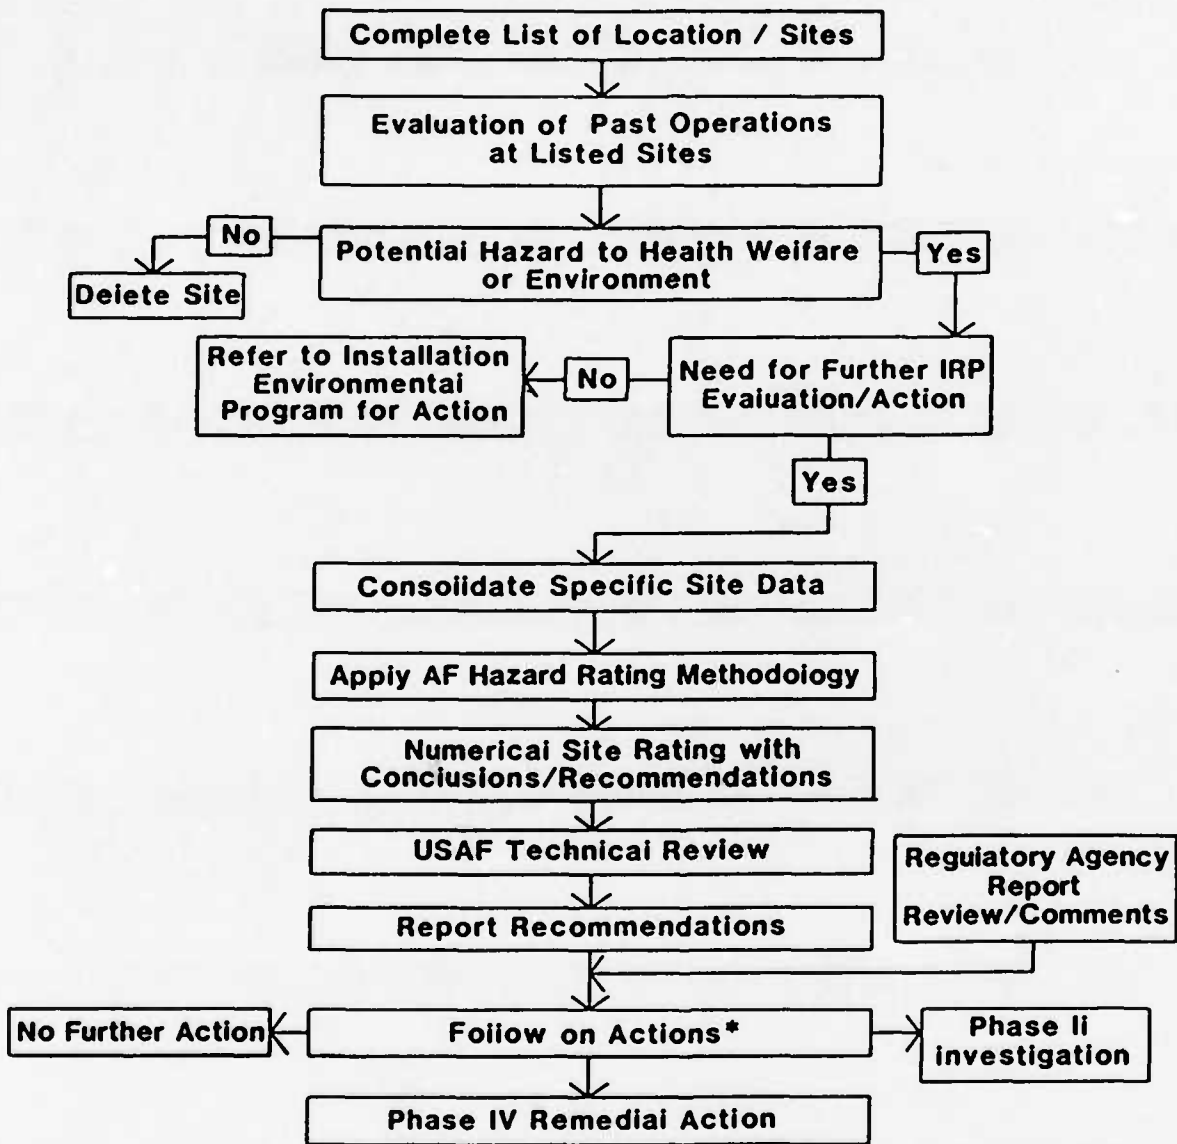 Complete List of Location / Sites
Evaluation of Past Operations
at Listed Sites
No
Potential Hazard to Health Welfare
or Environment
Yes
Delete Site
Refer to Installation
Environmental
Program for Action
No
Need for Further IRP
Evaluation/Action
Yes
Consolidate Specific Site Data
Apply AF Hazard Rating Methodology
Numerical Site Rating with
Conclusions/Recommendations
USAF Technical Review
Regulatory Agency
Report
Review/Comments
Report Recommendations
No Further Action
Follow on Actions*
Phase II
investigation
Phase IV Remedial Action